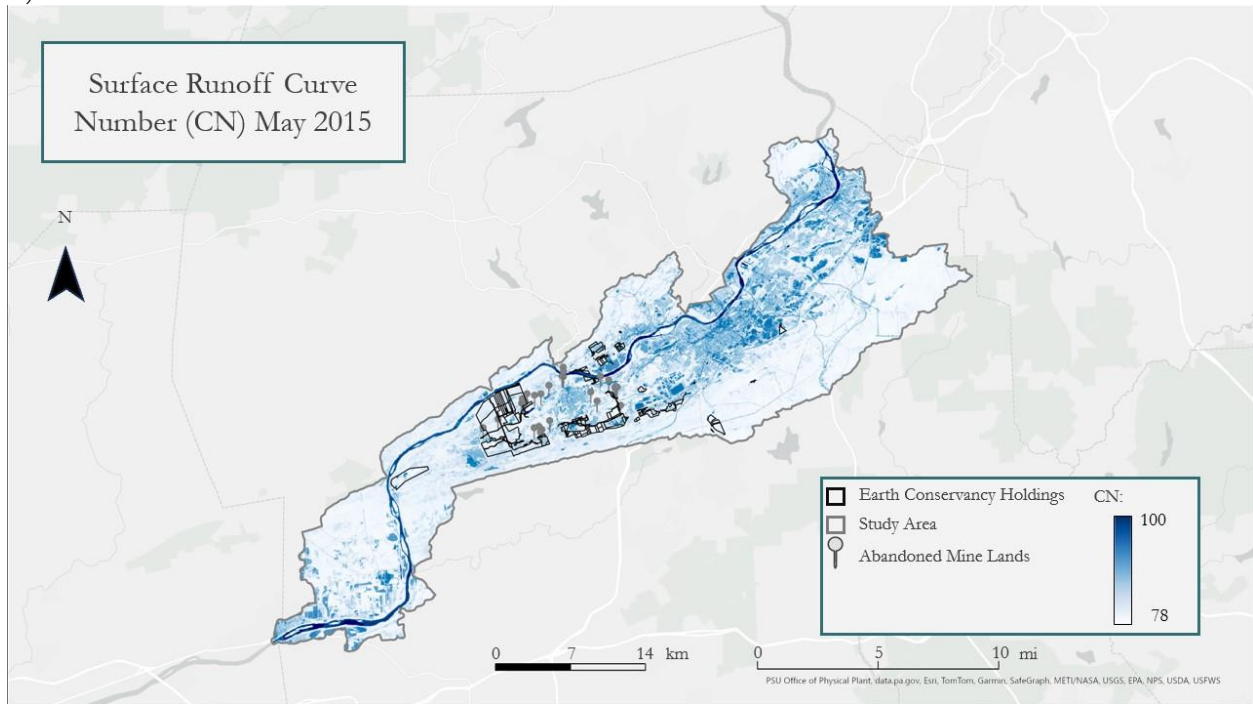 Surface Runoff Curve
Number (CN) May 2015
N
Earth Conservancy Holdings
Study Area
Abandoned Mine Lands
CN:
100
78
0 7 14 km
0 5 10 mi
PSU Office of Physical Plant, data.pa.gov, Esri, TomTom, Garmin, SafeGraph, METI/NASA, USGS, EPA, NPS, USDA, USFWS